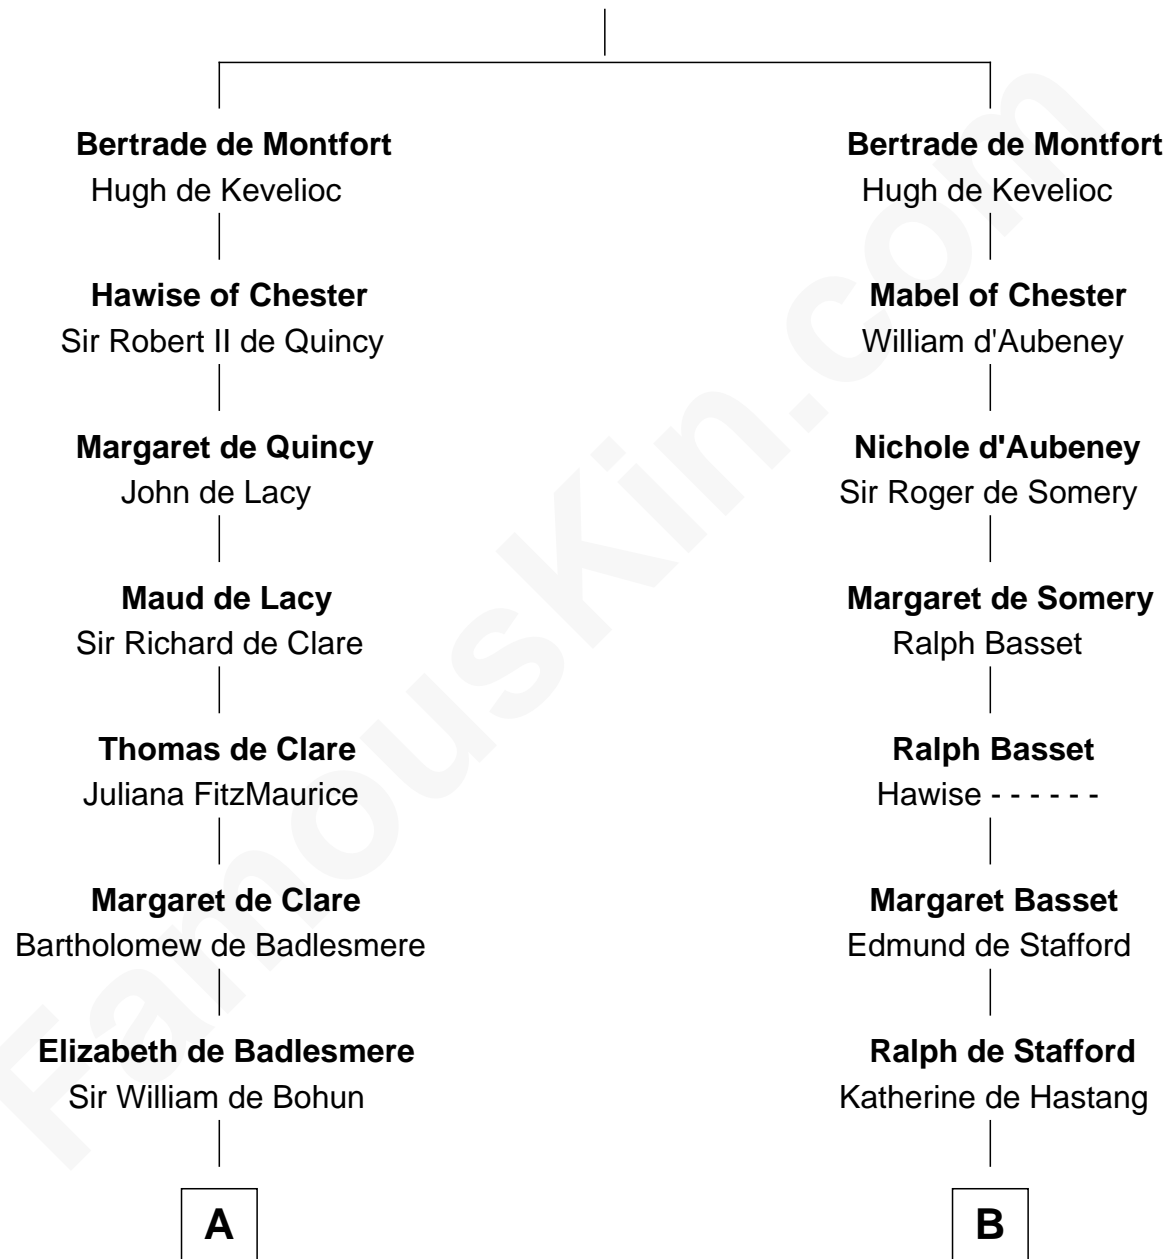 Bertrade de Montfort
Hugh de Kevelioc
Hawise of Chester
Sir Robert II de Quincy
Margaret de Quincy
John de Lacy
Maud de Lacy
Sir Richard de Clare
Thomas de Clare
Juliana FitzMaurice
Margaret de Clare
Bartholomew de Badlesmere
Elizabeth de Badlesmere
Sir William de Bohun
A
Bertrade de Montfort
Hugh de Kevelioc
Mabel of Chester
William d'Aubeney
Nichole d'Aubeney
Sir Roger de Somery
Margaret de Somery
Ralph Basset
Ralph Basset
Hawise - - - - - -
Margaret Basset
Edmund de Stafford
Ralph de Stafford
Katherine de Hastang
B
FamousKin.com